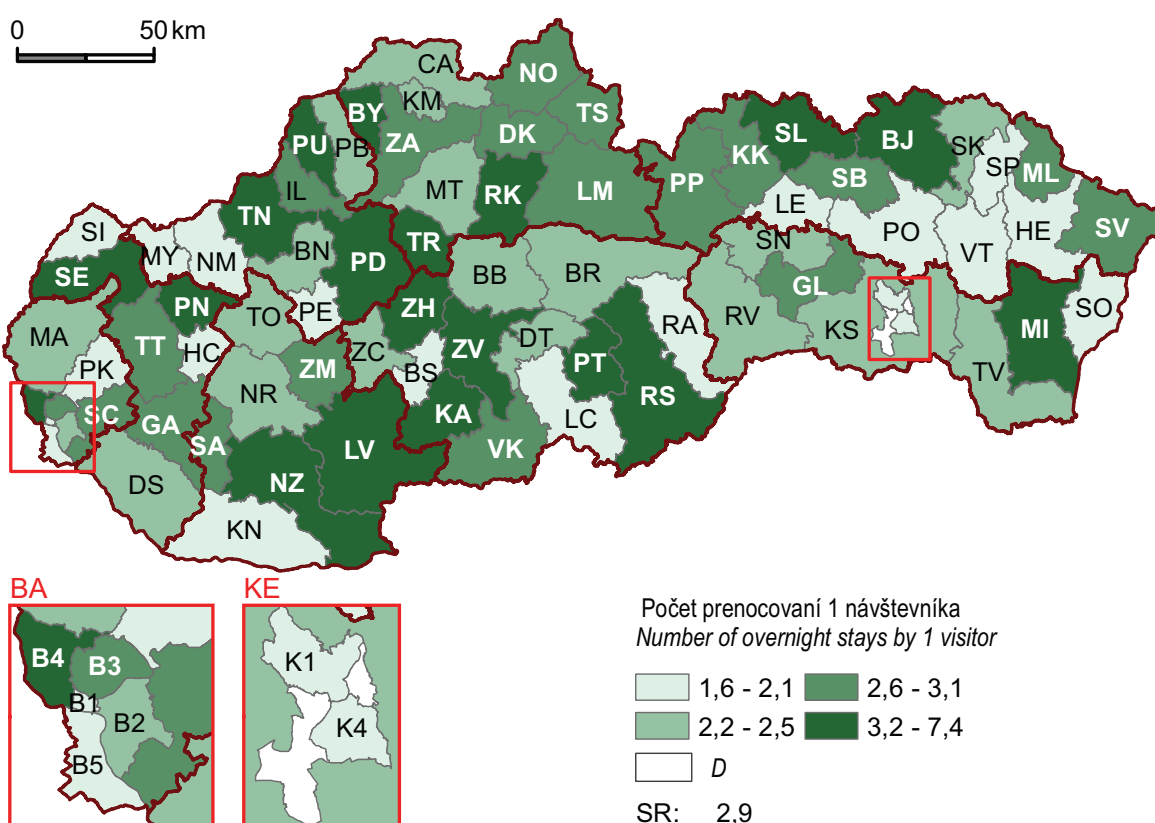 0 50 km
CA
NO
KM
BY
TS
PU
PB
ZA
DK
SL
BJ
SK
KK
SP
ML
IL
MT
RK
LM
PP
SB
LE
TN
SI
MY
NM
BN
PD
TR
PO
VT
HE
SV
SN
BB
BR
SE
PN
TO
PE
ZH
GL
RA
RV
KS
SO
MI
MA
TT
HC
ZC
ZV
DT
PK
ZM
BS
PT
TV
NR
RS
SC
GA
SA
KA
LC
LV
VK
DS
NZ
KN
BA
KE
B4
B3
B1
B2
B5
K1
K4
Počet prenocovaní 1 návštevníka
Number of overnight stays by 1 visitor
1,6 - 2,1 2,6 - 3,1
2,2 - 2,5 3,2 - 7,4
D
SR: 2,9